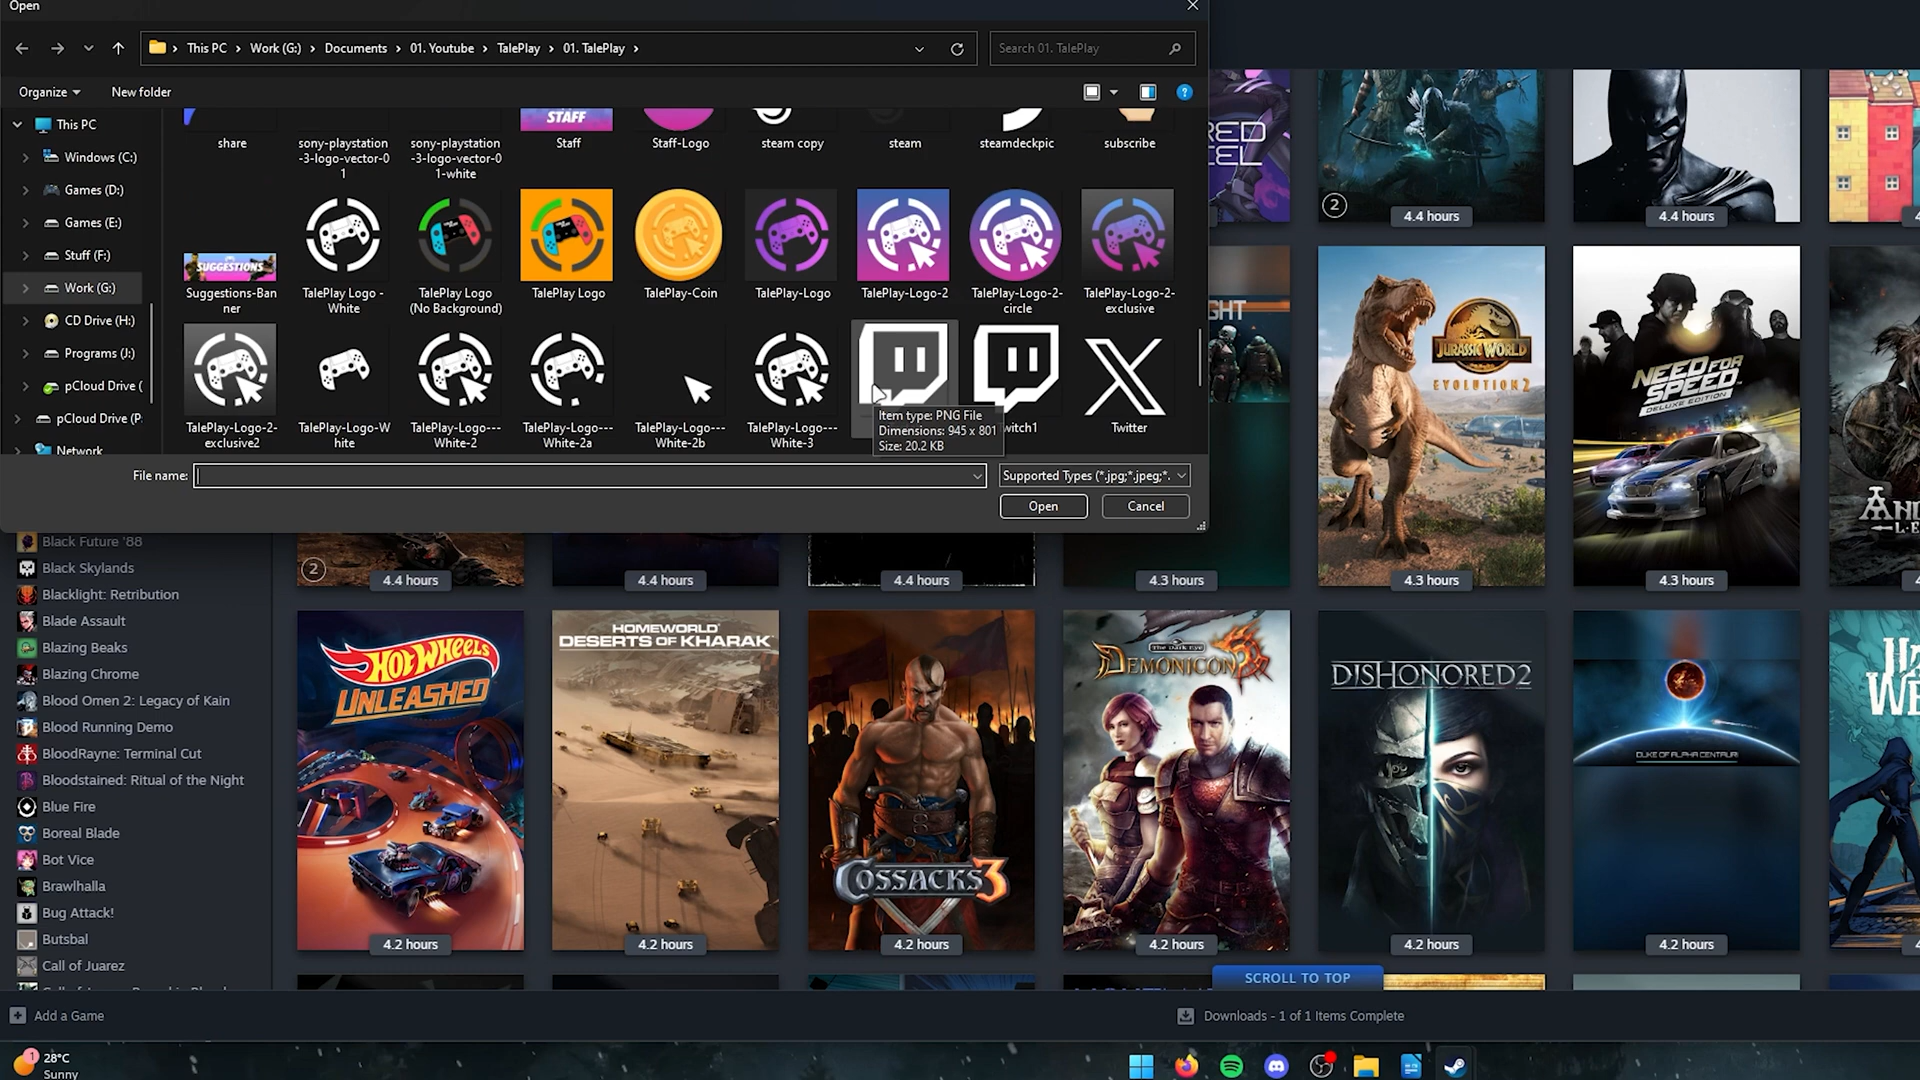 Open
This PC
Work (G:)
Documents
01. Youtube
TalePlay
01. TalePlay
Search 01. TalePlay
Organize
New folder
This PC
Windows (C:)
Games (D:)
Games (E:)
Stuff (F:)
Work (G:)
CD Drive (H:)
Programs (J:)
pCloud Drive (
pCloud Drive (P:
Network
STAFF
share
sony-playstation
-3-logo-vector-0
1
sony-playstation
-3-logo-vector-0
1-white
Staff
Staff-Logo
steam copy
steam
steamdeckpic
subscribe
SUGGESTIONS
Suggestions-Ban
ner
TalePlay Logo -
White
TalePlay Logo
(No Background)
TalePlay Logo
TalePlay-Coin
TalePlay-Logo
TalePlay-Logo-2
TalePlay-Logo-2-
circle
TalePlay-Logo-2-
exclusive
TalePlay-Logo-2-
exclusive2
TalePlay-Logo-W
hite
TalePlay-Logo---
White-2
TalePlay-Logo---
White-2a
TalePlay-Logo---
White-2b
TalePlay-Logo---
White-3
witch1
Twitter
Item type: PNG File
Dimensions: 945 x 801
Size: 20.2 KB
File name:
Supported Types (*.jpg;*.jpeg;*.
Open
Cancel
2
4.4 hours
4.4 hours
JURASSIC WORLD
EVOLUTION 2
NEED FOR
SPEED
DELUXE EDITION
2
4.4 hours
4.4 hours
4.4 hours
4.3 hours
4.3 hours
4.3 hours
Black Future '88
Black Skylands
Blacklight: Retribution
Blade Assault
Blazing Beaks
Blazing Chrome
Blood Omen 2: Legacy of Kain
Blood Running Demo
BloodRayne: Terminal Cut
Bloodstained: Ritual of the Night
Blue Fire
Boreal Blade
Bot Vice
Brawlhalla
Bug Attack!
Butsbal
Call of Juarez
HOT WHEELS
UNLEASHED
HOMEWORLD
DESERTS OF KHARAK
COSSACKS 3
The Dark Eye
DEMONICON
DISHONORED 2
DUKE OF ALPHA CENTAURI
4.2 hours
4.2 hours
4.2 hours
4.2 hours
4.2 hours
4.2 hours
SCROLL TO TOP
Add a Game
Downloads - 1 of 1 Items Complete
1
28°C
Sunny